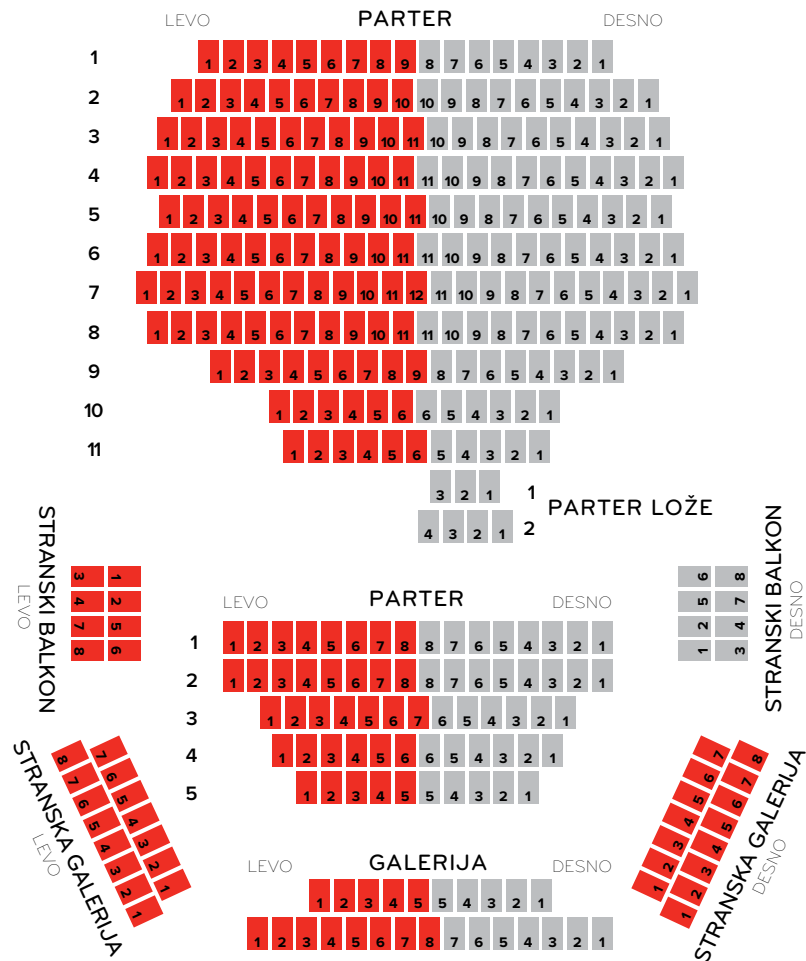 LEVO PARTER DESNO
1 1 2 3 4 5 6 7 8 9 8 7 6 5 4 3 2 1
2 1 2 3 4 5 6 7 8 9 10 10 9 8 7 6 5 4 3 2 1
3 1 2 3 4 5 6 7 8 9 10 11 10 9 8 7 6 5 4 3 2 1
4 1 2 3 4 5 6 7 8 9 10 11 11 10 9 8 7 6 5 4 3 2 1
5 1 2 3 4 5 6 7 8 9 10 11 10 9 8 7 6 5 4 3 2 1
6 1 2 3 4 5 6 7 8 9 10 11 11 10 9 8 7 6 5 4 3 2 1
7 1 2 3 4 5 6 7 8 9 10 11 12 11 10 9 8 7 6 5 4 3 2 1
8 1 2 3 4 5 6 7 8 9 10 11 11 10 9 8 7 6 5 4 3 2 1
9 1 2 3 4 5 6 7 8 9 8 7 6 5 4 3 2 1
10 1 2 3 4 5 6 6 5 4 3 2 1
11 1 2 3 4 5 6 5 4 3 2 1
3 2 1 1
PARTER LOŽE
4 3 2 1 2
STRANSKI BALKON
LEVO
3 1
4 2
7 5
8 6
LEVO PARTER DESNO
1 1 2 3 4 5 6 7 8 8 7 6 5 4 3 2 1
2 1 2 3 4 5 6 7 8 8 7 6 5 4 3 2 1
3 1 2 3 4 5 6 7 6 5 4 3 2 1
4 1 2 3 4 5 6 6 5 4 3 2 1
5 1 2 3 4 5 5 4 3 2 1
STRANSKI BALKON
DESNO
6 8
5 7
2 4
1 3
STRANSKA GALERIJA
LEVO
8 7 6 5 4 3 2 1
7 6 5 4 3 2 1
LEVO GALERIJA DESNO
1 2 3 4 5 5 4 3 2 1
1 2 3 4 5 6 7 8 7 6 5 4 3 2 1
STRANSKA GALERIJA
DESNO
7 6 5 4 3 2 1
8 7 6 5 4 3 2 1